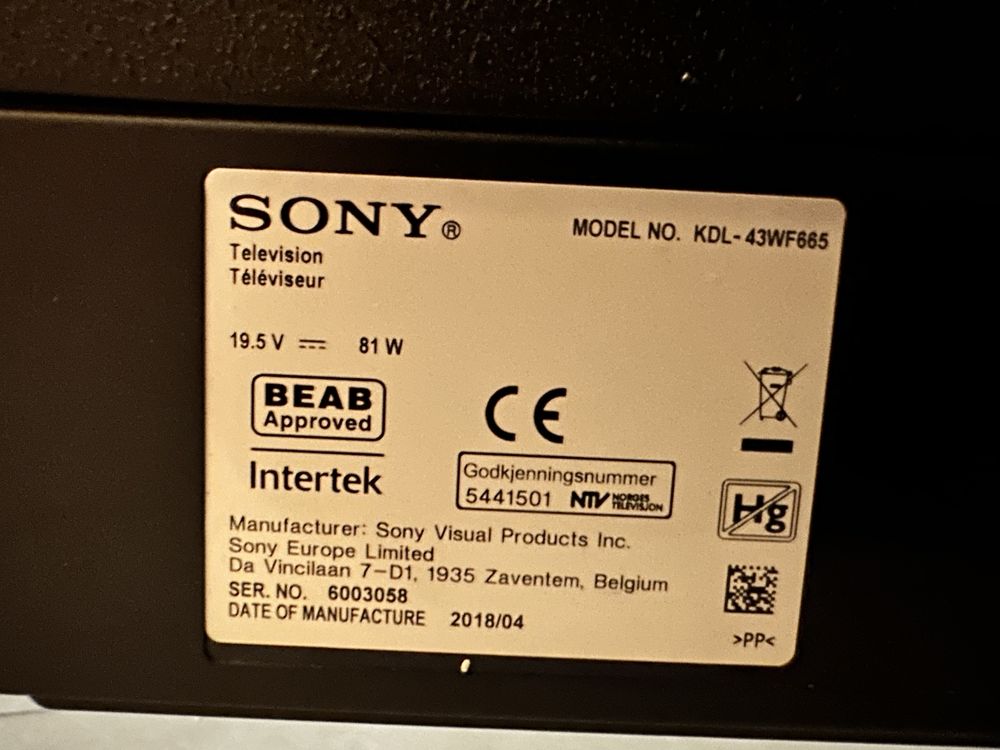 SONY®
MODEL NO. KDL-43WF665
Television
Téléviseur
19.5 V 81 W
BEAB
Approved
Intertek
CE
Godkjenningsnummer
5441501 NTV NORGES TELEVISJON
Hg
Manufacturer: Sony Visual Products Inc.
Sony Europe Limited
Da Vincilaan 7-D1, 1935 Zaventem, Belgium
SER. NO. 6003058
DATE OF MANUFACTURE 2018/04
>PP<